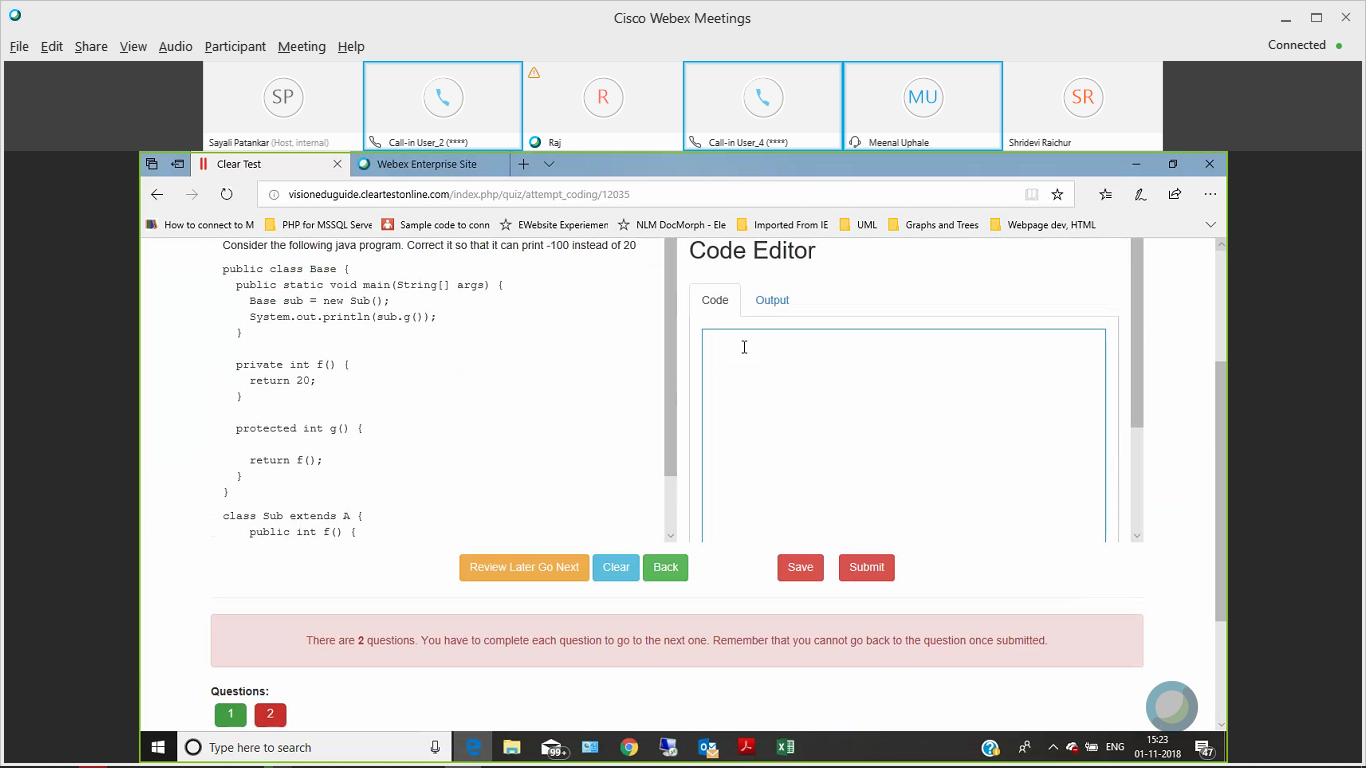 Cisco Webex Meetings
File Edit Share View Audio Participant Meeting Help
Connected
SP R MU SR
Sayali Patankar (Host, internal) Call-in User_2 (****) Raj Call-in User_4 (****) Meenal Uphale Shridevi Raichur
Clear Test Webex Enterprise Site
visioneduguide.cleartestonline.com/index.php/quiz/attempt_coding/12035
How to connect to M PHP for MSSQL Serve Sample code to conn EWebsite Experiemen NLM DocMorph - Ele Imported From IE UML Graphs and Trees Webpage dev, HTML
Consider the following java program. Correct it so that it can print -100 instead of 20
public class Base {
public static void main(String[] args) {
Base sub = new Sub();
System.out.println(sub.g());
}
private int f() {
return 20;
}
protected int g() {
return f();
}
}
class Sub extends A {
public int f() {
Code Editor
Code Output
Review Later Go Next Clear Back Save Submit
There are 2 questions. You have to complete each question to go to the next one. Remember that you cannot go back to the question once submitted.
Questions:
1 2
Type here to search
99+
ENG
15:23
01-11-2018
47